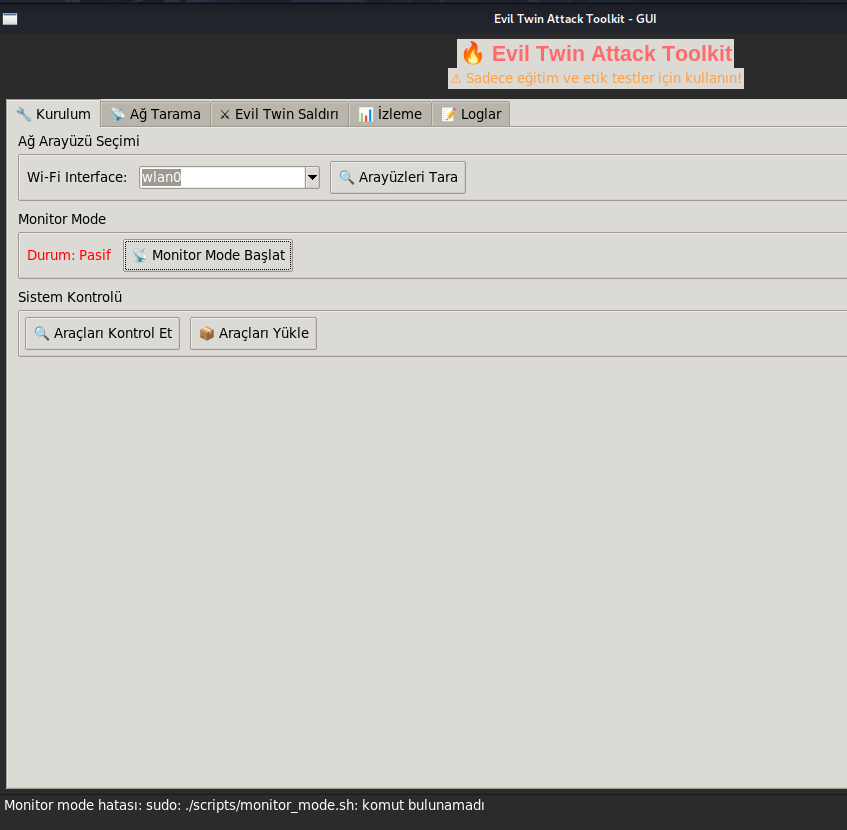 Evil Twin Attack Toolkit - GUI
🔥 Evil Twin Attack Toolkit
⚠ Sadece eğitim ve etik testler için kullanın!
🔧 Kurulum 📡 Ağ Tarama ⚔ Evil Twin Saldırı 📊 İzleme 📝 Loglar
Ağ Arayüzü Seçimi
Wi-Fi Interface: wlan0 🔍 Arayüzleri Tara
Monitor Mode
Durum: Pasif 📡 Monitor Mode Başlat
Sistem Kontrolü
🔍 Araçları Kontrol Et 📦 Araçları Yükle
Monitor mode hatası: sudo: ./scripts/monitor_mode.sh: komut bulunamadı